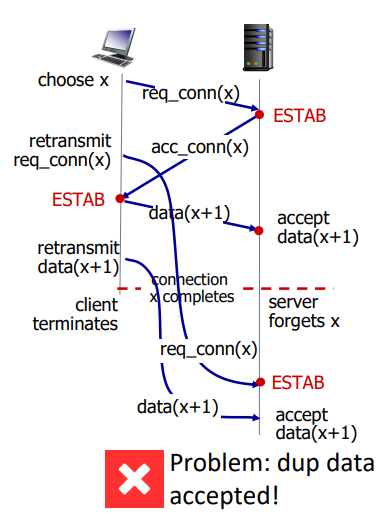 choose x
req_conn(x)
ESTAB
retransmit
req_conn(x)
acc_conn(x)
ESTAB
data(x+1)
accept
data(x+1)
retransmit
data(x+1)
connection
x completes
client
terminates
server
forgets x
req_conn(x)
ESTAB
data(x+1)
accept
data(x+1)
Problem: dup data
accepted!